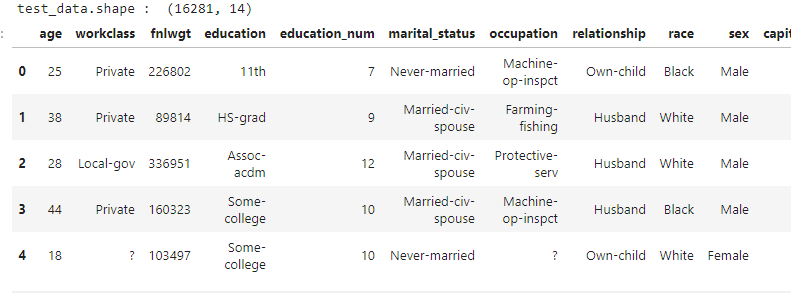 test_data.shape :  (16281, 14)
age workclass fnlwgt education education_num marital_status occupation relationship race sex capit
0 25 Private 226802 11th 7 Never-married Machine-op-inspct Own-child Black Male
1 38 Private 89814 HS-grad 9 Married-civ-spouse Farming-fishing Husband White Male
2 28 Local-gov 336951 Assoc-acdm 12 Married-civ-spouse Protective-serv Husband White Male
3 44 Private 160323 Some-college 10 Married-civ-spouse Machine-op-inspct Husband Black Male
4 18 ? 103497 Some-college 10 Never-married ? Own-child White Female